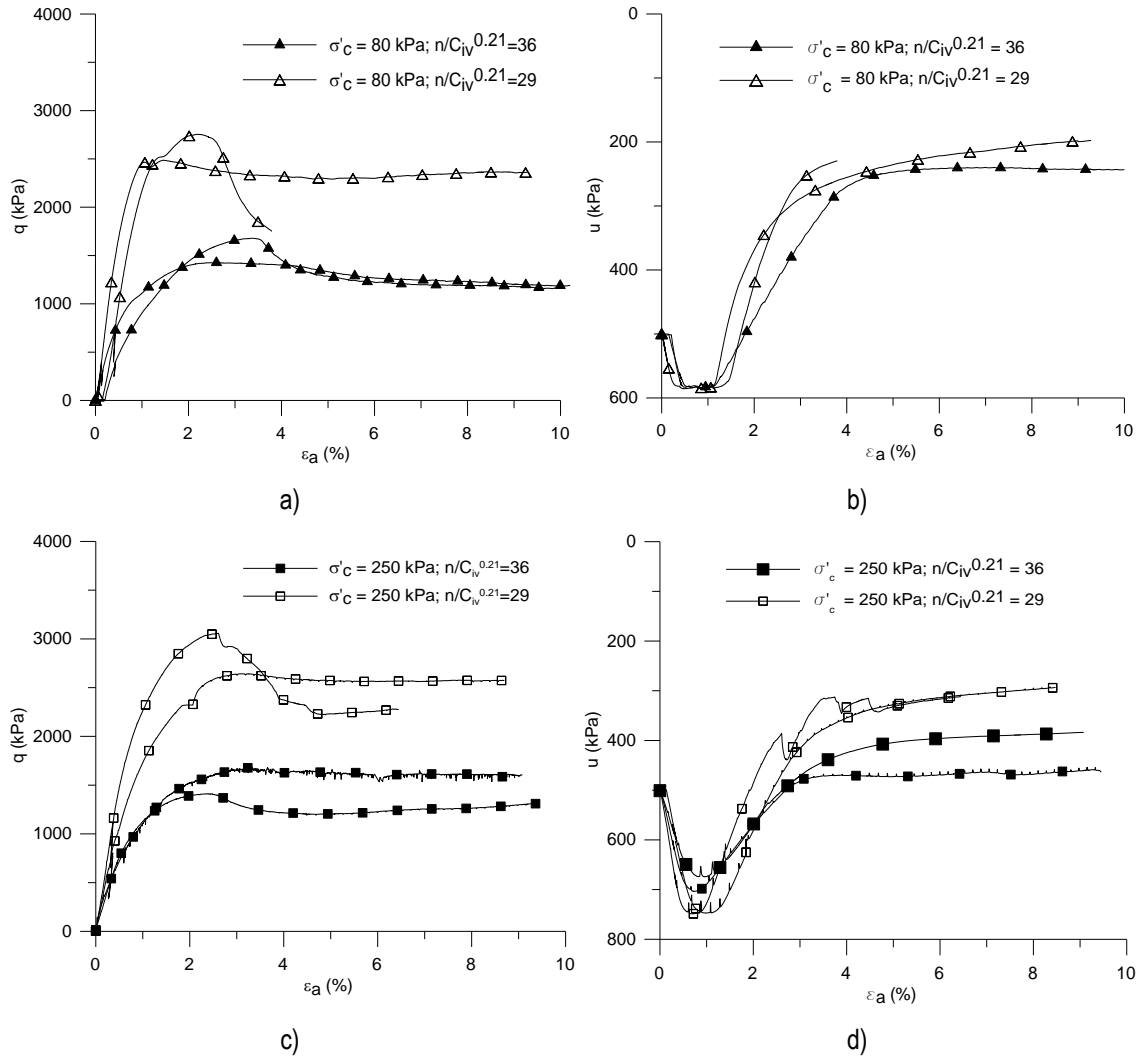 4000
3000
2000
1000
0
q (kPa)
σ'c = 80 kPa; n/Civ0.21=36
σ'c = 80 kPa; n/Civ0.21=29
0 2 4 6 8 10
εa (%)
a)
0
200
400
600
u (kPa)
σ'c = 80 kPa; n/Civ0.21 = 36
σ'c = 80 kPa; n/Civ0.21 = 29
0 2 4 6 8 10
εa (%)
b)
4000
3000
2000
1000
0
q (kPa)
σ'c = 250 kPa; n/Civ0.21=36
σ'c = 250 kPa; n/Civ0.21=29
0 2 4 6 8 10
εa (%)
c)
0
200
400
600
800
u (kPa)
σ'c = 250 kPa; n/Civ0.21 = 36
σ'c = 250 kPa; n/Civ0.21 = 29
0 2 4 6 8 10
εa (%)
d)